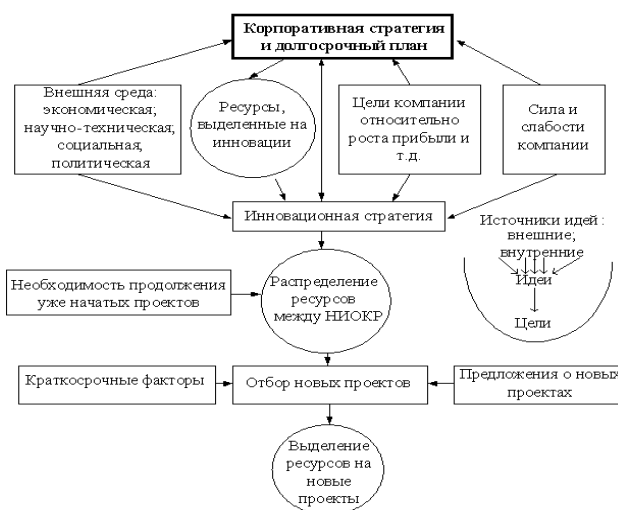 Корпоративная стратегия
и долгосрочный план
Внешняя среда:
экономическая;
научно-техническая;
социальная;
политическая
Ресурсы,
выделенные на
инновации
Цели компании
относительно
роста прибыли и
т.д.
Сила и
слабости
компании
Инновационная стратегия
Источники идей :
внешние;
внутренние
Идеи
Цели
Необходимость продолжения
уже начатых проектов
Распределение
ресурсов
между НИОКР
Краткосрочные факторы
Отбор новых проектов
Предложения о новых
проектах
Выделение
ресурсов на
новые
проекты